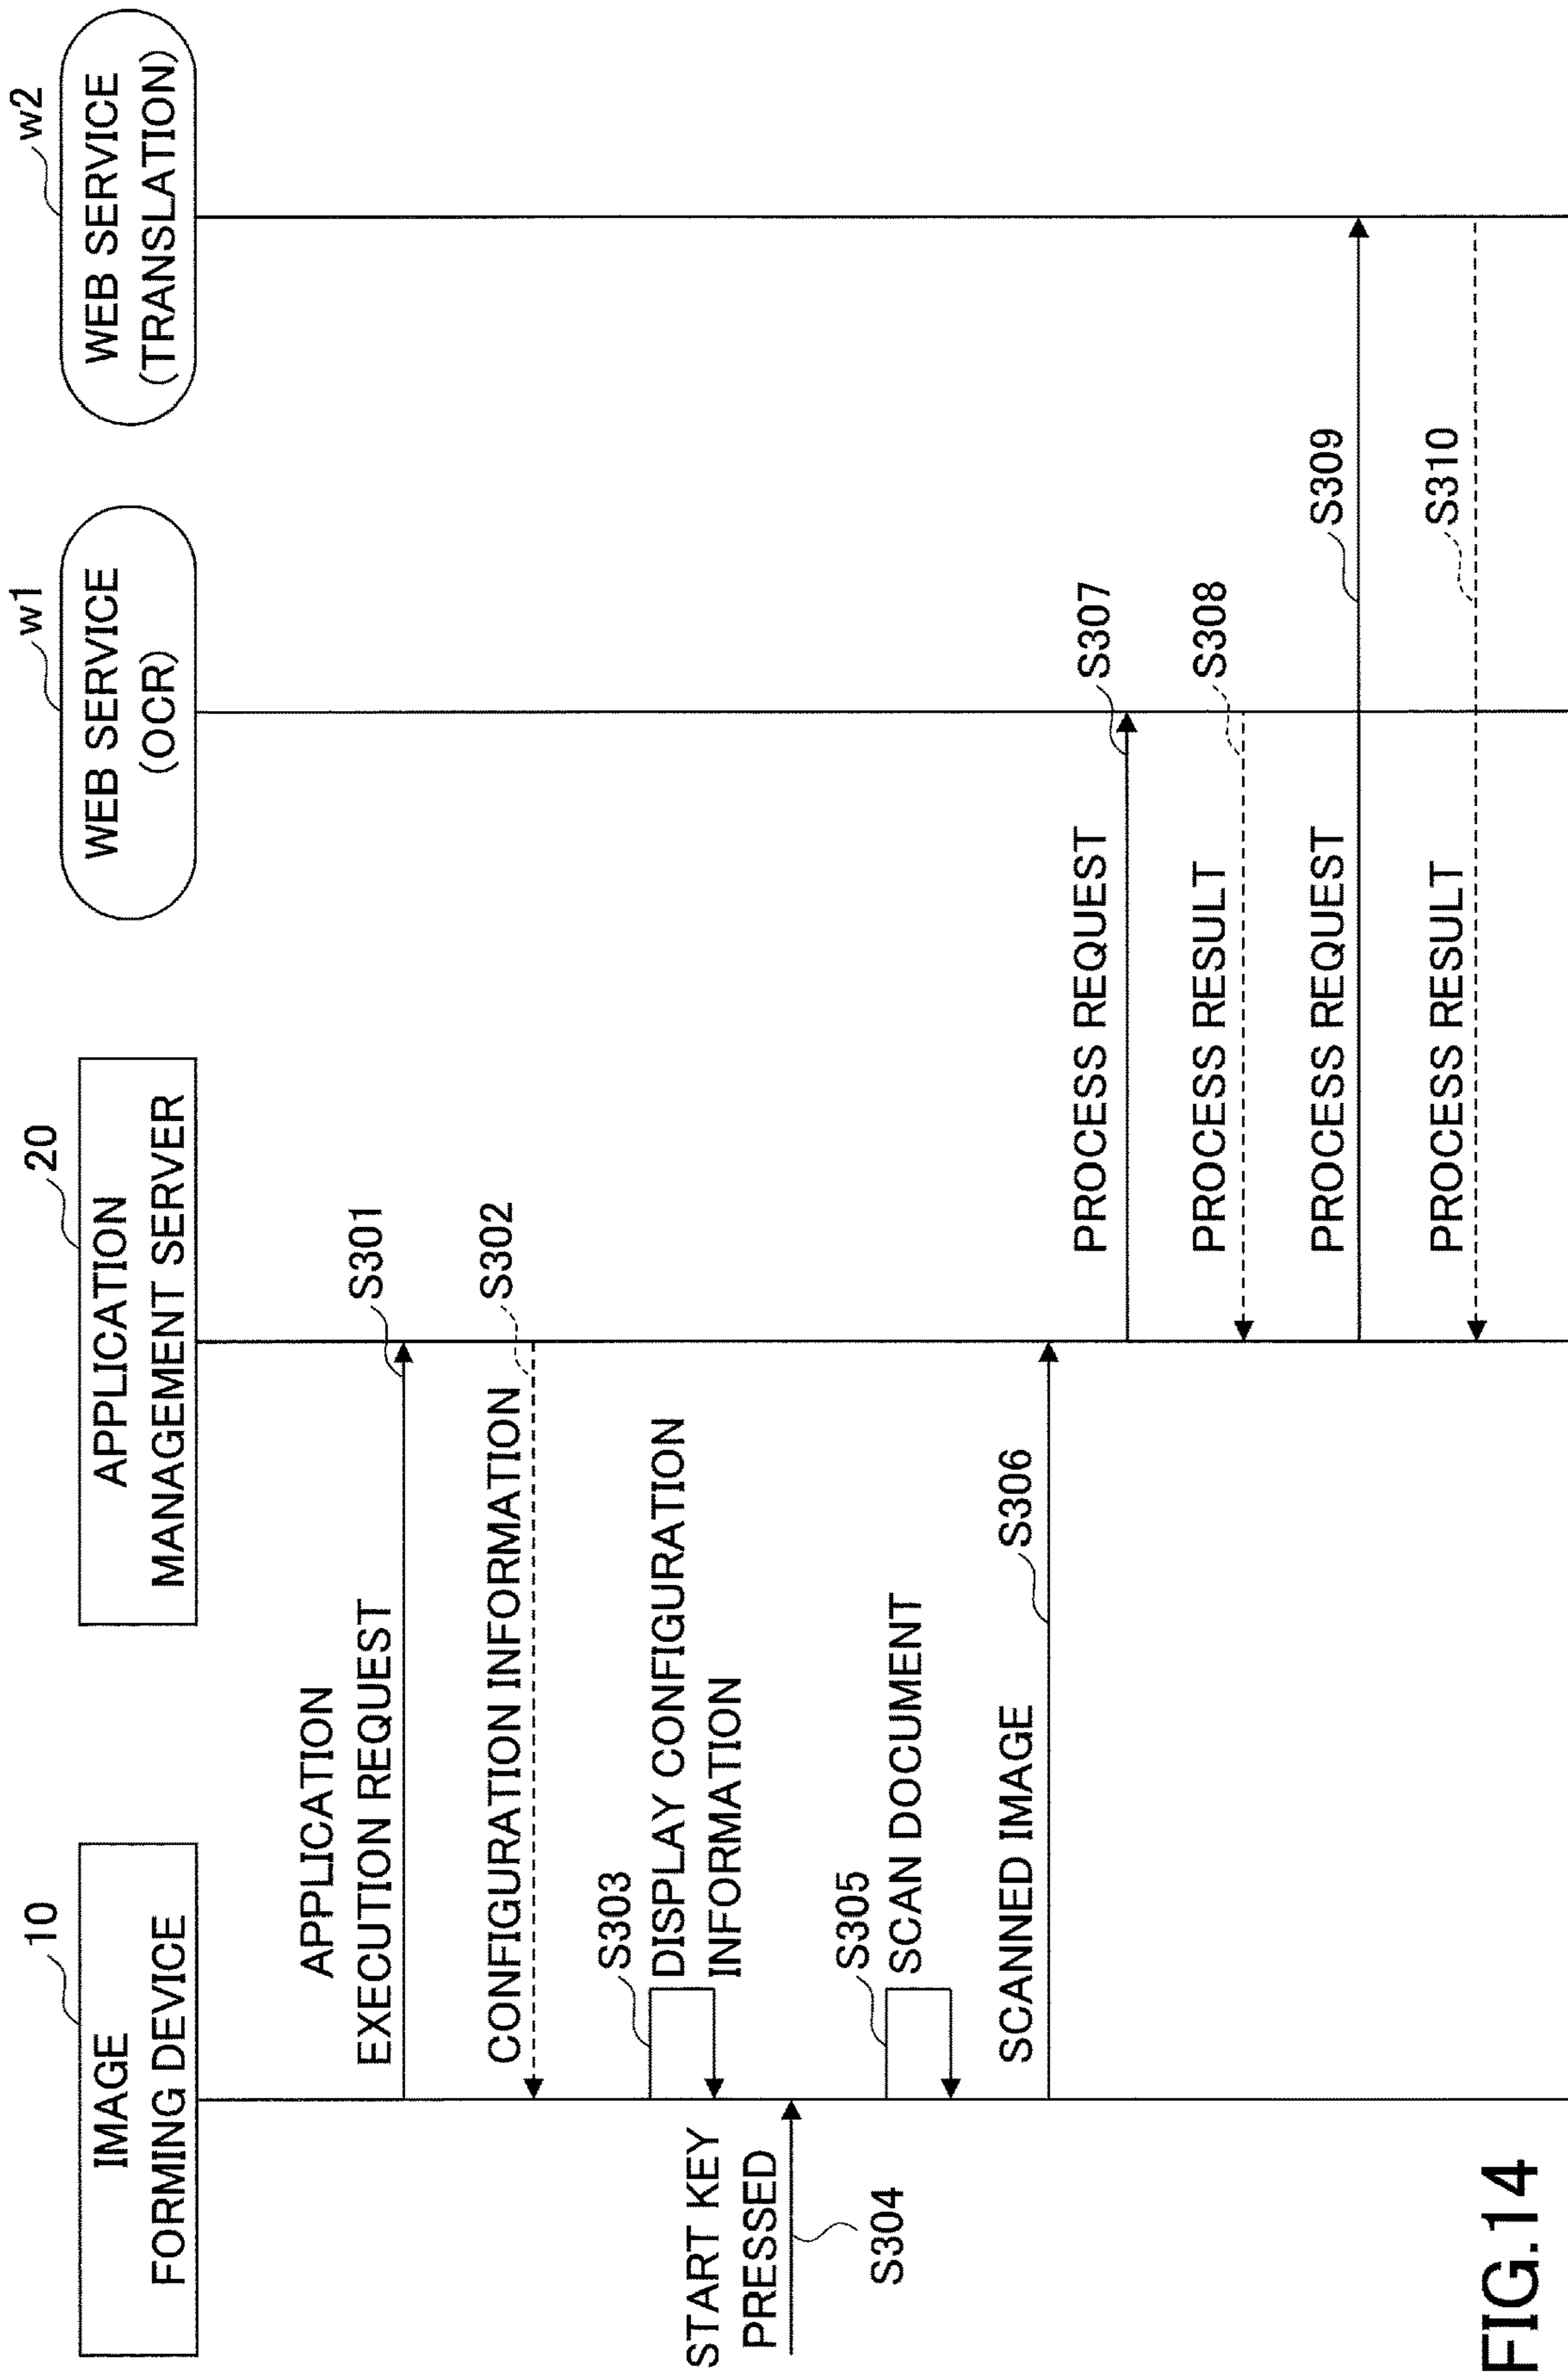 10
IMAGE
FORMING DEVICE
20
APPLICATION
MANAGEMENT SERVER
w1
WEB SERVICE
(OCR)
w2
WEB SERVICE
(TRANSLATION)
APPLICATION
EXECUTION REQUEST
S301
CONFIGURATION INFORMATION
S302
S303
DISPLAY CONFIGURATION
INFORMATION
START KEY
PRESSED
S304
S305
SCAN DOCUMENT
SCANNED IMAGE
S306
PROCESS REQUEST
S307
PROCESS RESULT
S308
PROCESS REQUEST
S309
PROCESS RESULT
S310
FIG.14